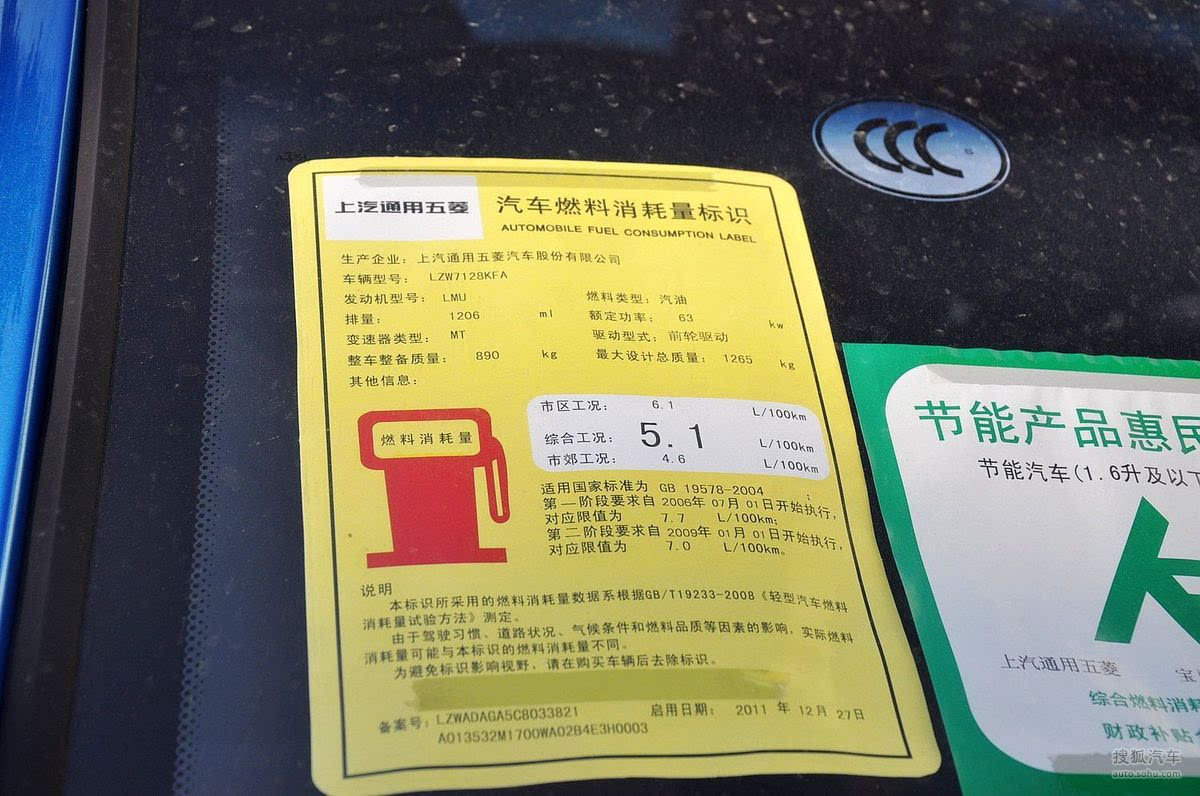 CCC
上汽通用五菱 汽车燃料消耗量标识
AUTOMOBILE FUEL CONSUMPTION LABEL
生产企业：上汽通用五菱汽车股份有限公司
车辆型号： LZW7128KFA
发动机型号： LMU 燃料类型：汽油
排量： 1206 ml 额定功率： 63 kw
变速器类型： MT 驱动型式：前轮驱动
整车整备质量： 890 kg 最大设计总质量： 1265 kg
其他信息：
燃料消耗量
市区工况： 6.1 L/100km
综合工况： 5.1 L/100km
市郊工况： 4.6 L/100km
适用国家标准为 GB 19578-2004 ；
第一阶段要求自 2006年 07月 01日开始执行，
对应限值为 7.7 L/100km；
第二阶段要求自 2009年 01月 01日开始执行，
对应限值为 7.0 L/100km。
说明
本标识所采用的燃料消耗量数据系根据GB/T19233-2008《轻型汽车燃料
消耗量试验方法》测定。
由于驾驶习惯、道路状况、气候条件和燃料品质等因素的影响，实际燃料
消耗量可能与本标识的燃料消耗量不同。
为避免标识影响视野，请在购买车辆后去除标识。
备案号：LZWADAGA5C8033821 启用日期： 2011 年 12月 27日
A013532M1700WA02B4E3H0003
节能产品惠民
节能汽车(1.6升及以下
上汽通用五菱 宝
综合燃料消耗
财政补贴
搜狐汽车
auto.sohu.com